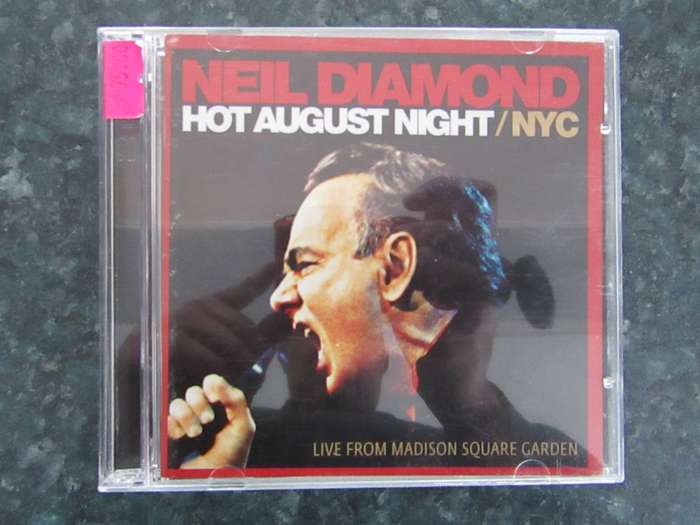 NEIL DIAMOND
HOT AUGUST NIGHT / NYC
LIVE FROM MADISON SQUARE GARDEN